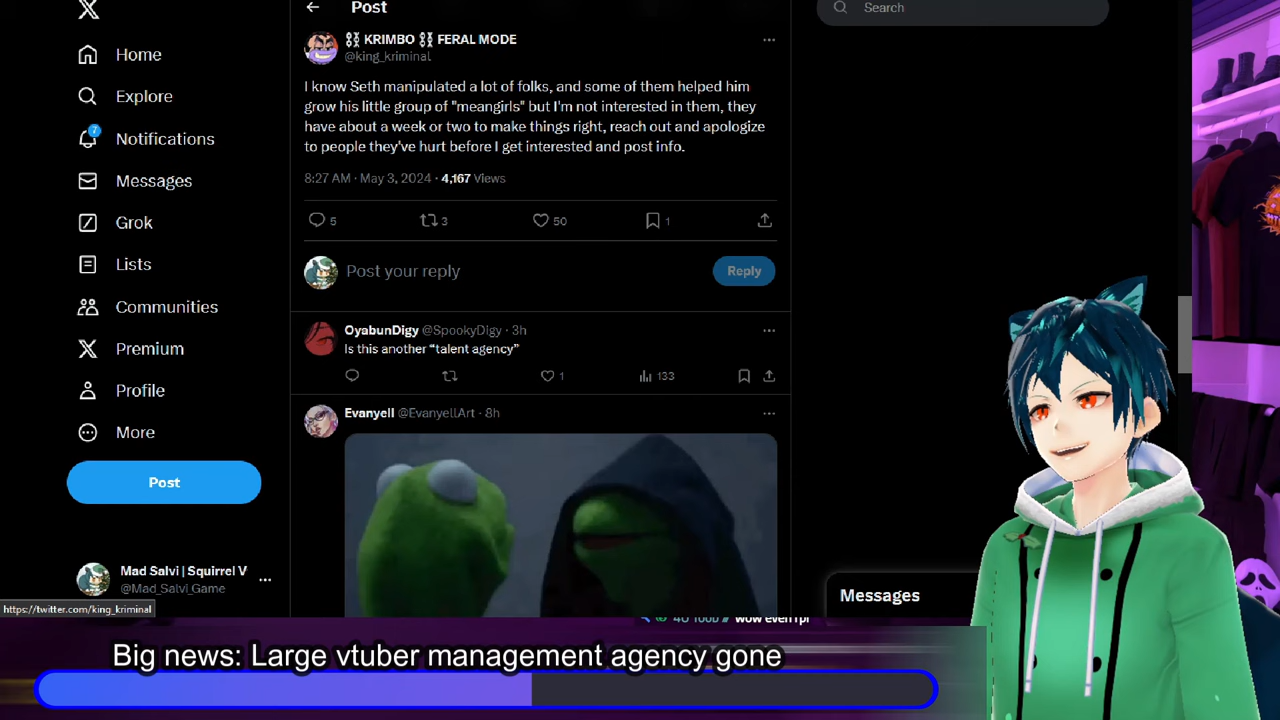 Post
Search
⛓ KRIMBO ⛓ FERAL MODE
@king_kriminal
Home
I know Seth manipulated a lot of folks, and some of them helped him
grow his little group of "meangirls" but I'm not interested in them, they
have about a week or two to make things right, reach out and apologize
to people they've hurt before I get interested and post info.
Explore
7
Notifications
8:27 AM · May 3, 2024 · 4,167 Views
Messages
5
3
50
1
Grok
Lists
Post your reply
Reply
Communities
OyabunDigy @SpookyDigy · 3h
Is this another “talent agency”
Premium
1
133
Profile
Evanyell @EvanyellArt · 8h
More
Post
Mad Salvi | Squirrel V
@Mad_Salvi_Game
https://twitter.com/king_kriminal
Messages
wow even
Big news: Large vtuber management agency gone